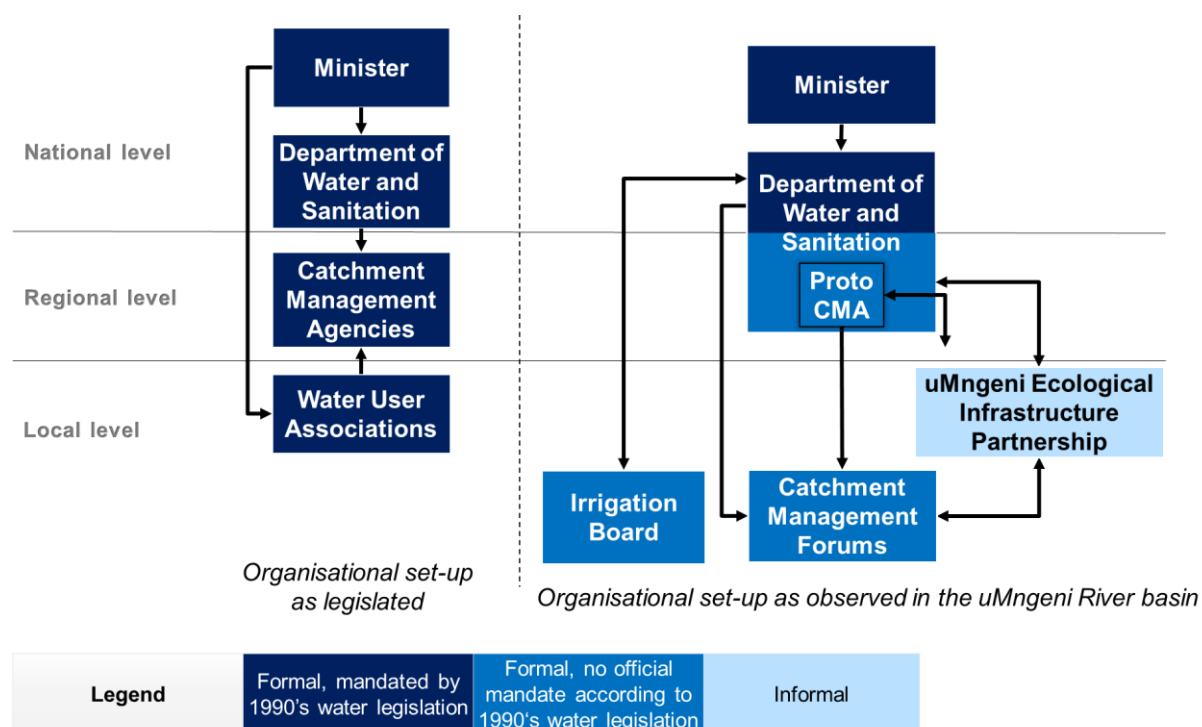 Minister
National level
Department of
Water and
Sanitation
Regional level
Catchment
Management
Agencies
Local level
Water User
Associations
Organisational set-up
as legislated
Minister
Department of
Water and
Sanitation
Proto
CMA
uMngeni Ecological
Infrastructure
Partnership
Irrigation
Board
Catchment
Management
Forums
Organisational set-up as observed in the uMngeni River basin
Legend
Formal, mandated by
1990's water legislation
Formal, no official
mandate according to
1990‘s water legislation
Informal